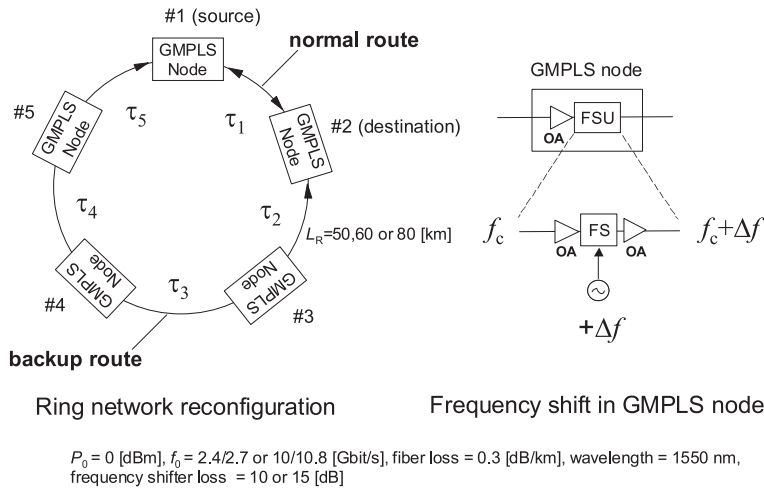 #1 (source)
normal route
GMPLS
Node
GMPLS node
#5
GMPLS
Node
τ5
τ1
GMPLS
Node
#2 (destination)
FSU
OA
τ4
τ2
LR=50,60 or 80 [km]
fc
FS
fc+Δf
OA
OA
GMPLS
Node
τ3
GMPLS
Node
#4
#3
+Δf
backup route
Ring network reconfiguration
Frequency shift in GMPLS node
P0 = 0 [dBm], f0 = 2.4/2.7 or 10/10.8 [Gbit/s], fiber loss = 0.3 [dB/km], wavelength = 1550 nm,
frequency shifter loss = 10 or 15 [dB]